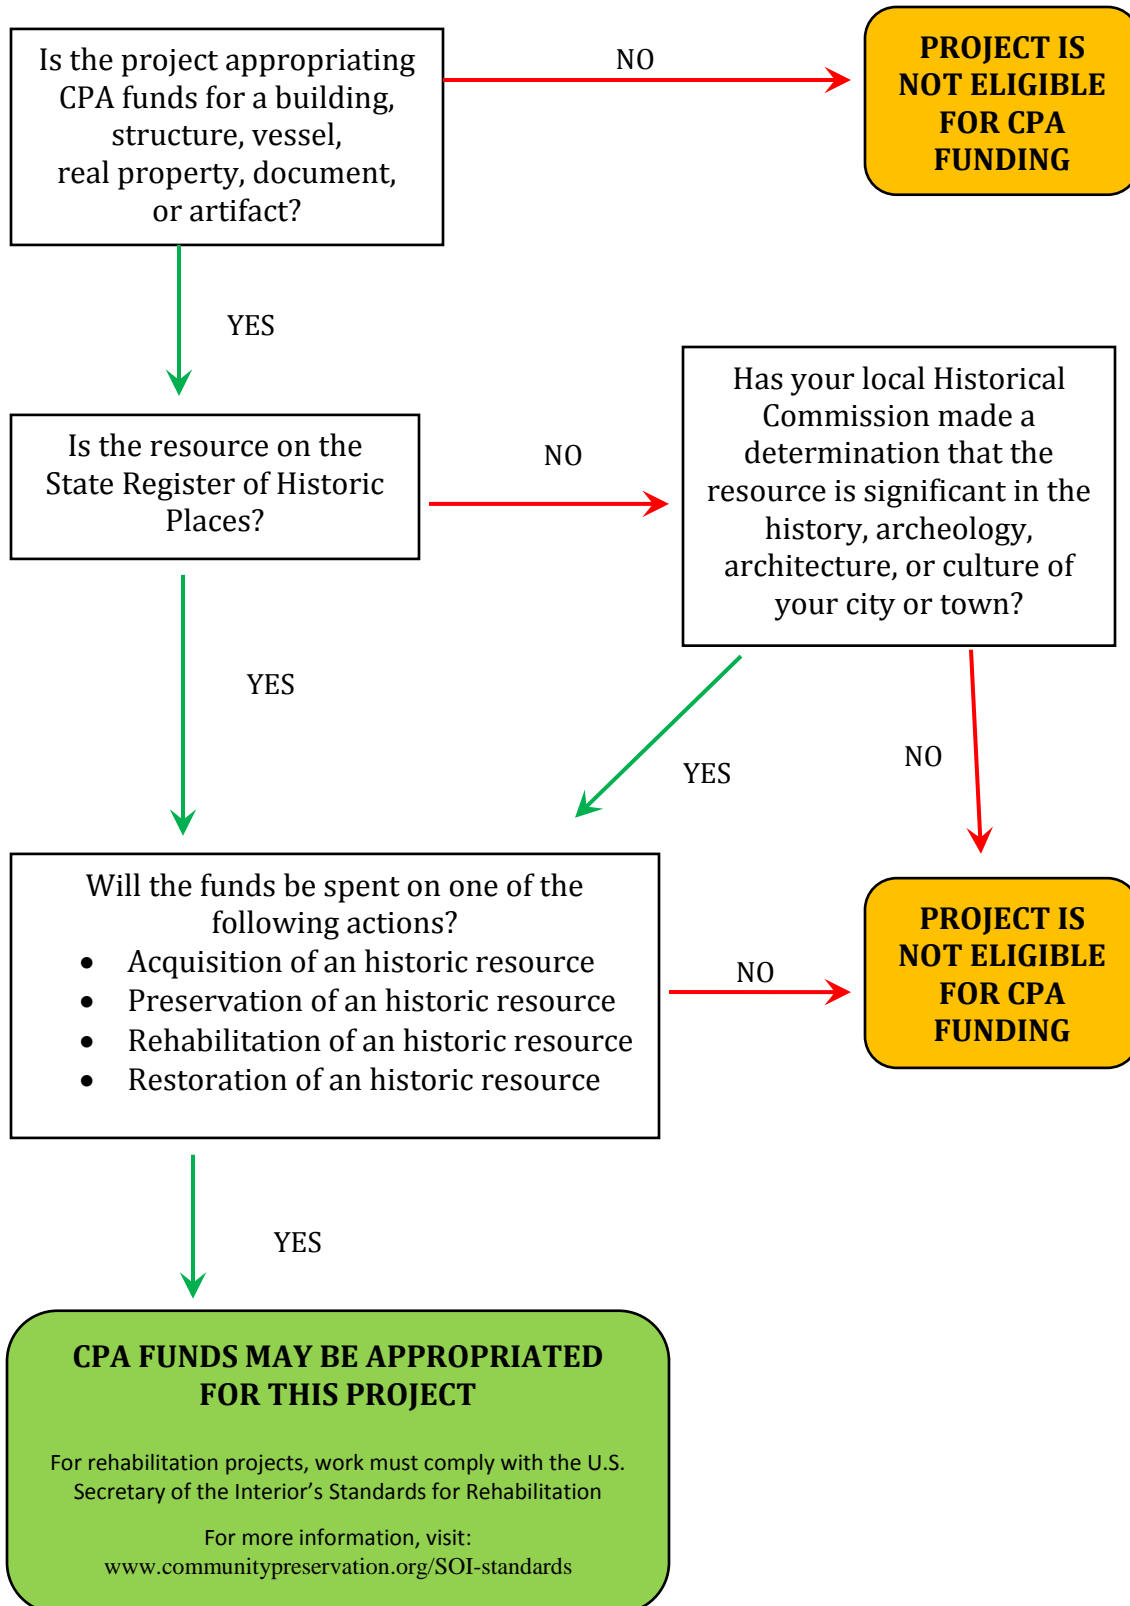 Is the project appropriating
CPA funds for a building,
structure, vessel,
real property, document,
or artifact?
NO
PROJECT IS
NOT ELIGIBLE
FOR CPA
FUNDING
YES
Is the resource on the
State Register of Historic
Places?
NO
Has your local Historical
Commission made a
determination that the
resource is significant in the
history, archeology,
architecture, or culture of
your city or town?
YES
YES
NO
Will the funds be spent on one of the
following actions?
• Acquisition of an historic resource
• Preservation of an historic resource
• Rehabilitation of an historic resource
• Restoration of an historic resource
NO
PROJECT IS
NOT ELIGIBLE
FOR CPA
FUNDING
YES
CPA FUNDS MAY BE APPROPRIATED
FOR THIS PROJECT
For rehabilitation projects, work must comply with the U.S.
Secretary of the Interior’s Standards for Rehabilitation
For more information, visit:
www.communitypreservation.org/SOI-standards